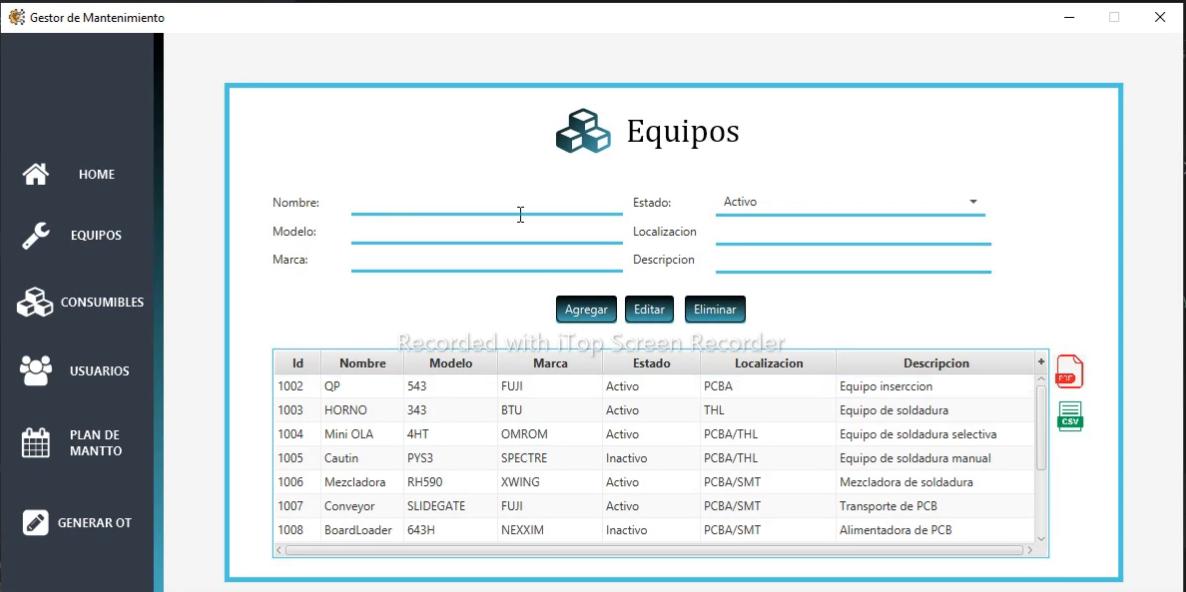 Gestor de Mantenimiento
HOME
EQUIPOS
CONSUMIBLES
USUARIOS
PLAN DE
MANTTO
GENERAR OT
Equipos
Nombre:
Estado: Activo
Modelo:
Localizacion
Marca:
Descripcion
Agregar Editar Eliminar
Recorded with iTop Screen Recorder
Id Nombre Modelo Marca Estado Localizacion Descripcion +
1002 QP 543 FUJI Activo PCBA Equipo inserccion
1003 HORNO 343 BTU Activo THL Equipo de soldadura
1004 Mini OLA 4HT OMROM Activo PCBA/THL Equipo de soldadura selectiva
1005 Cautin PYS3 SPECTRE Inactivo PCBA/THL Equipo de soldadura manual
1006 Mezcladora RH590 XWING Activo PCBA/SMT Mezcladora de soldadura
1007 Conveyor SLIDEGATE FUJI Activo PCBA/SMT Transporte de PCB
1008 BoardLoader 643H NEXXIM Inactivo PCBA/SMT Alimentadora de PCB
PDF
CSV